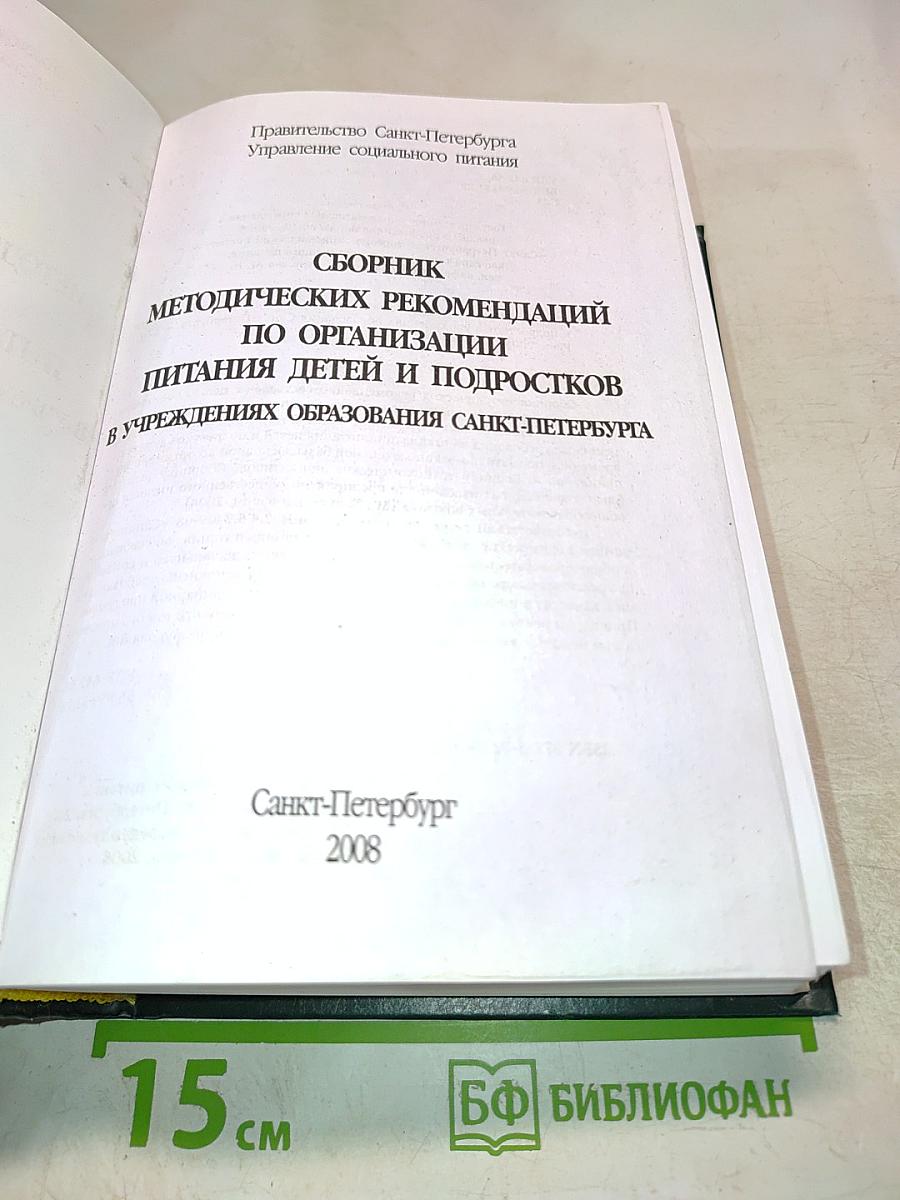 Правительство Санкт-Петербурга
Управление социального питания
СБОРНИК
МЕТОДИЧЕСКИХ РЕКОМЕНДАЦИЙ
ПО ОРГАНИЗАЦИИ
ПИТАНИЯ ДЕТЕЙ И ПОДРОСТКОВ
В УЧРЕЖДЕНИЯХ ОБРАЗОВАНИЯ САНКТ-ПЕТЕРБУРГА
Санкт-Петербург
2008
15 см
БФ БИБЛИОФАН